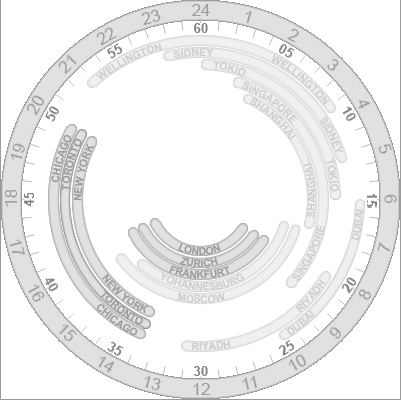 24
1
2
3
4
5
6
7
8
9
10
11
12
13
14
15
16
17
18
19
20
21
22
23
60
05
10
15
20
25
30
35
40
45
50
55
WELLINGTON
WELLINGTON
SIDNEY
SIDNEY
TOKIO
TOKIO
SINGAPORE
SINGAPORE
SHANGHAI
SHANGHAI
DUBAI
DUBAI
RIYADH
RIYADH
CHICAGO
TORONTO
NEW YORK
NEW YORK
TORONTO
CHICAGO
LONDON
ZURICH
FRANKFURT
YOHANNESBURG
MOSCOW